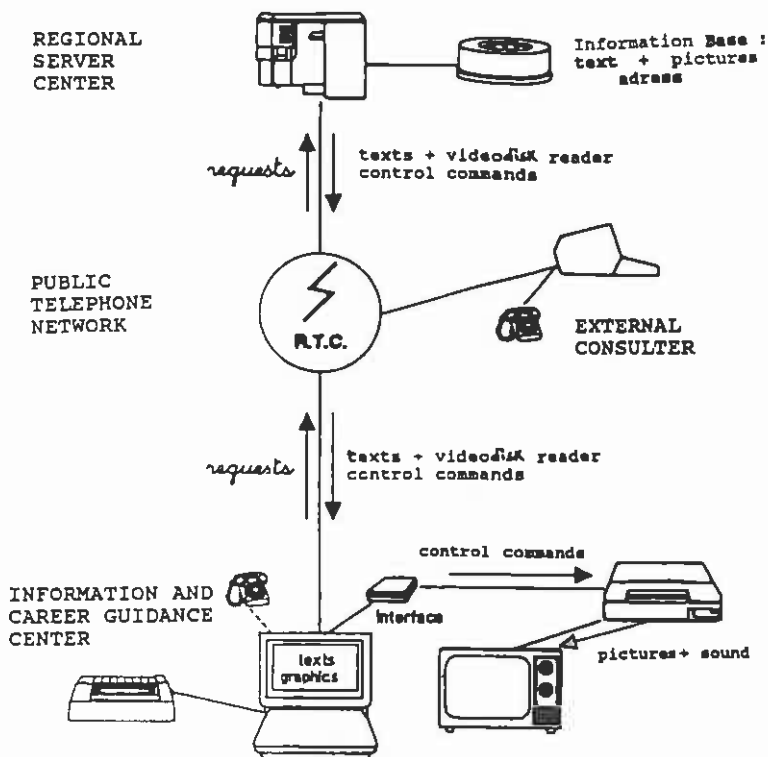 REGIONAL
SERVER
CENTER
Information Base :
text + pictures
adress
requests
texts + videodisk reader
control commands
PUBLIC
TELEPHONE
NETWORK
R.T.C.
EXTERNAL
CONSULTER
requests
texts + videodisk reader
control commands
control commands
INFORMATION AND
CAREER GUIDANCE
CENTER
interface
texts
graphics
pictures+ sound